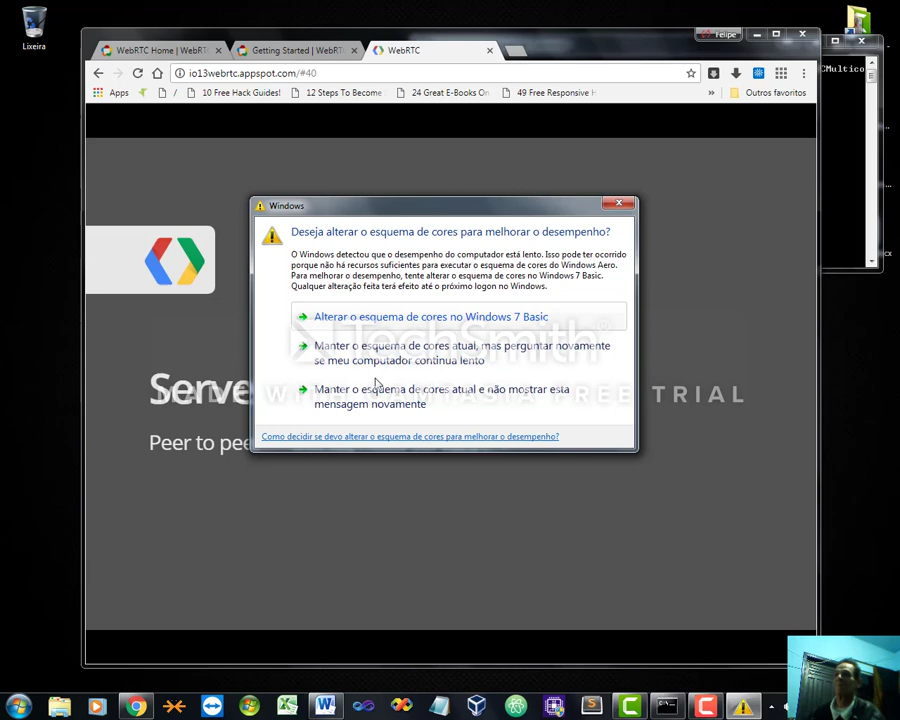 Lixeira
Felipe
WebRTC Home | WebRT
Getting Started | WebRT
WebRTC
io13webrtc.appspot.com/#40
Apps
/
10 Free Hack Guides!
12 Steps To Become
24 Great E-Books On
49 Free Responsive H
»
Outros favoritos
CMultico
Windows
Deseja alterar o esquema de cores para melhorar o desempenho?
O Windows detectou que o desempenho do computador está lento. Isso pode ter ocorrido
porque não há recursos suficientes para executar o esquema de cores do Windows Aero.
Para melhorar o desempenho, tente alterar o esquema de cores no Windows 7 Basic.
Qualquer alteração feita terá efeito até o próximo logon no Windows.
Alterar o esquema de cores no Windows 7 Basic
TechSmith®
Manter o esquema de cores atual, mas perguntar novamente
se meu computador continua lento
Manter o esquema de cores atual e não mostrar esta
mensagem novamente
MADE WITH CAMTASIA FREE TRIAL
Como decidir se devo alterar o esquema de cores para melhorar o desempenho?
Serve
Peer to pe